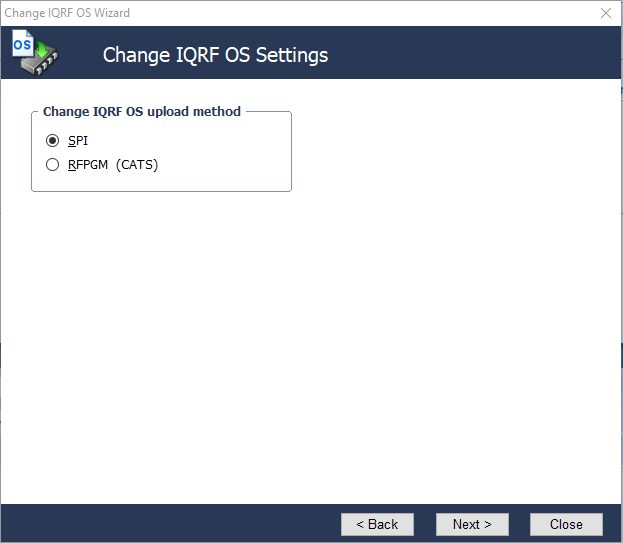 Change IQRF OS Wizard
OS
Change IQRF OS Settings
Change IQRF OS upload method
SPI
RFPGM (CATS)
< Back
Next >
Close